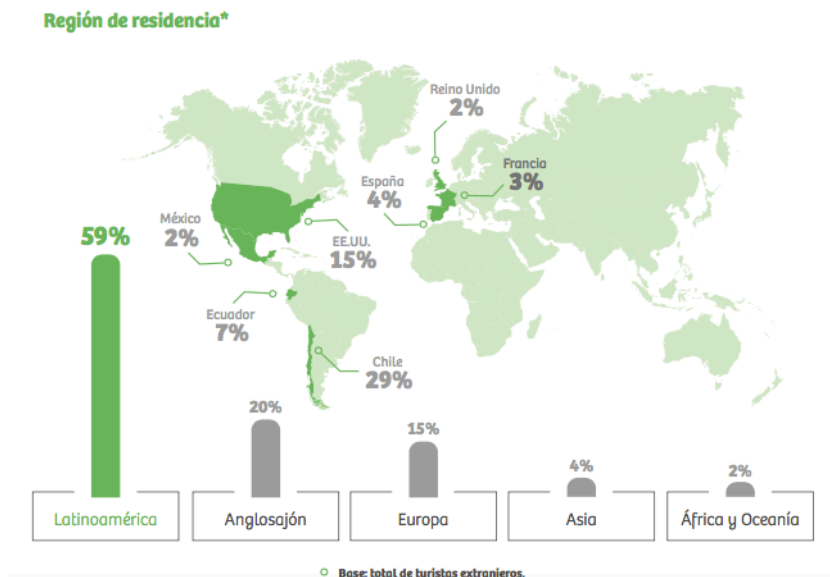 Región de residencia*
Reino Unido
2%
Francia
3%
España
4%
México
2%
EE.UU.
15%
59%
Ecuador
7%
Chile
29%
20%
15%
4%
2%
Latinoamérica
Anglosajón
Europa
Asia
África y Oceanía
Base: total de turistas extranjeros.